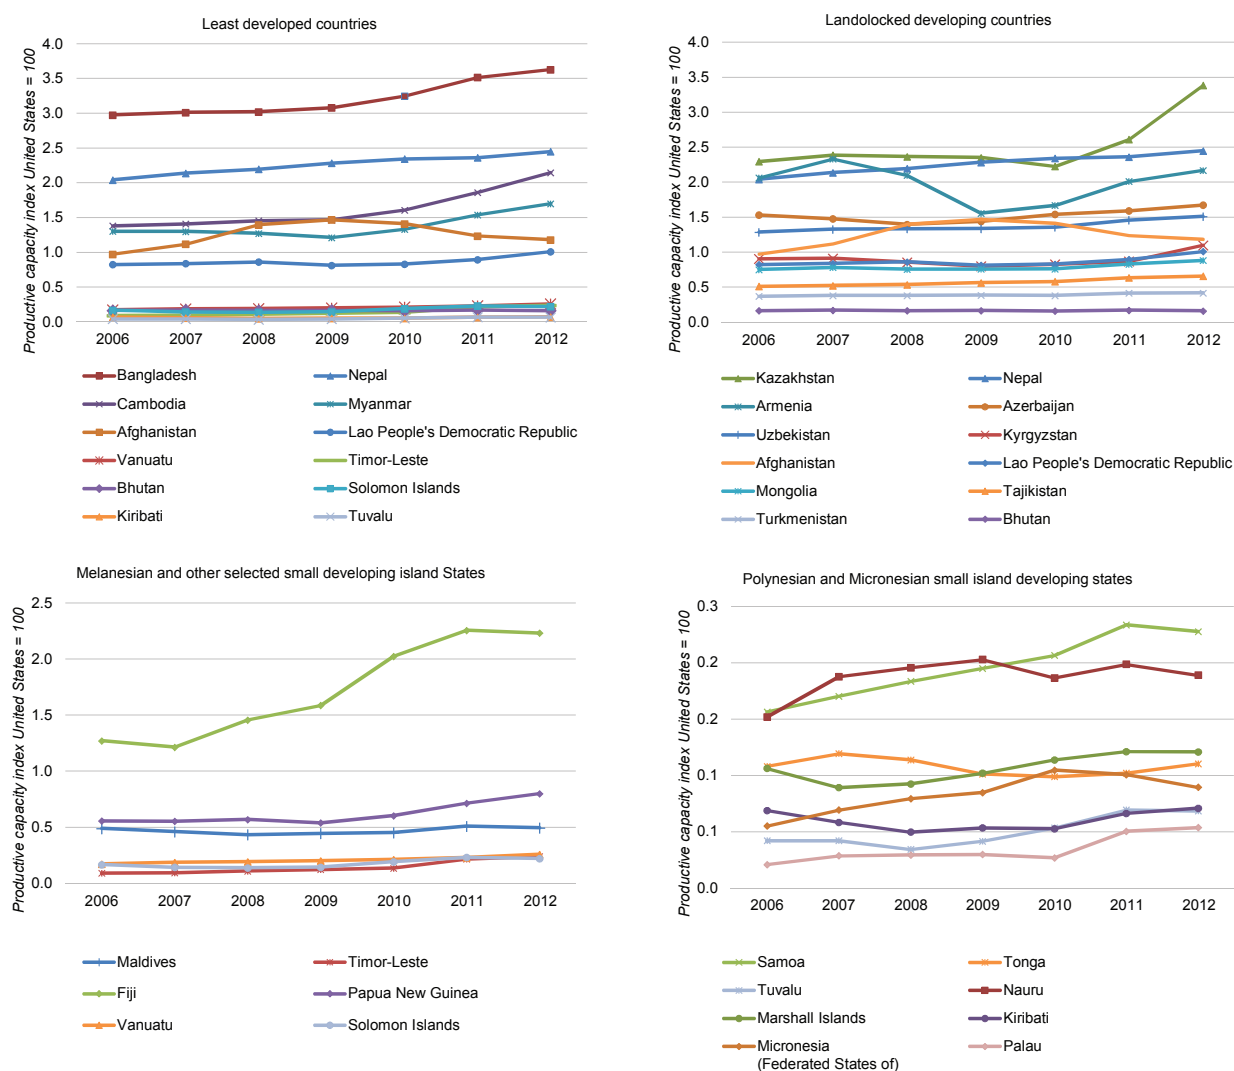 Least developed countries
Productive capacity index United States = 100
4.0
3.5
3.0
2.5
2.0
1.5
1.0
0.5
0.0
2006 2007 2008 2009 2010 2011 2012
Bangladesh Nepal
Cambodia Myanmar
Afghanistan Lao People's Democratic Republic
Vanuatu Timor-Leste
Bhutan Solomon Islands
Kiribati Tuvalu
Landolocked developing countries
Productive capacity index United States = 100
4.0
3.5
3.0
2.5
2.0
1.5
1.0
0.5
0.0
2006 2007 2008 2009 2010 2011 2012
Kazakhstan Nepal
Armenia Azerbaijan
Uzbekistan Kyrgyzstan
Afghanistan Lao People's Democratic Republic
Mongolia Tajikistan
Turkmenistan Bhutan
Melanesian and other selected small developing island States
Productive capacity index United States = 100
2.5
2.0
1.5
1.0
0.5
0.0
2006 2007 2008 2009 2010 2011 2012
Maldives Timor-Leste
Fiji Papua New Guinea
Vanuatu Solomon Islands
Polynesian and Micronesian small island developing states
Productive capacity index United States = 100
0.3
0.2
0.2
0.1
0.1
0.0
2006 2007 2008 2009 2010 2011 2012
Samoa Tonga
Tuvalu Nauru
Marshall Islands Kiribati
Micronesia Palau
(Federated States of)